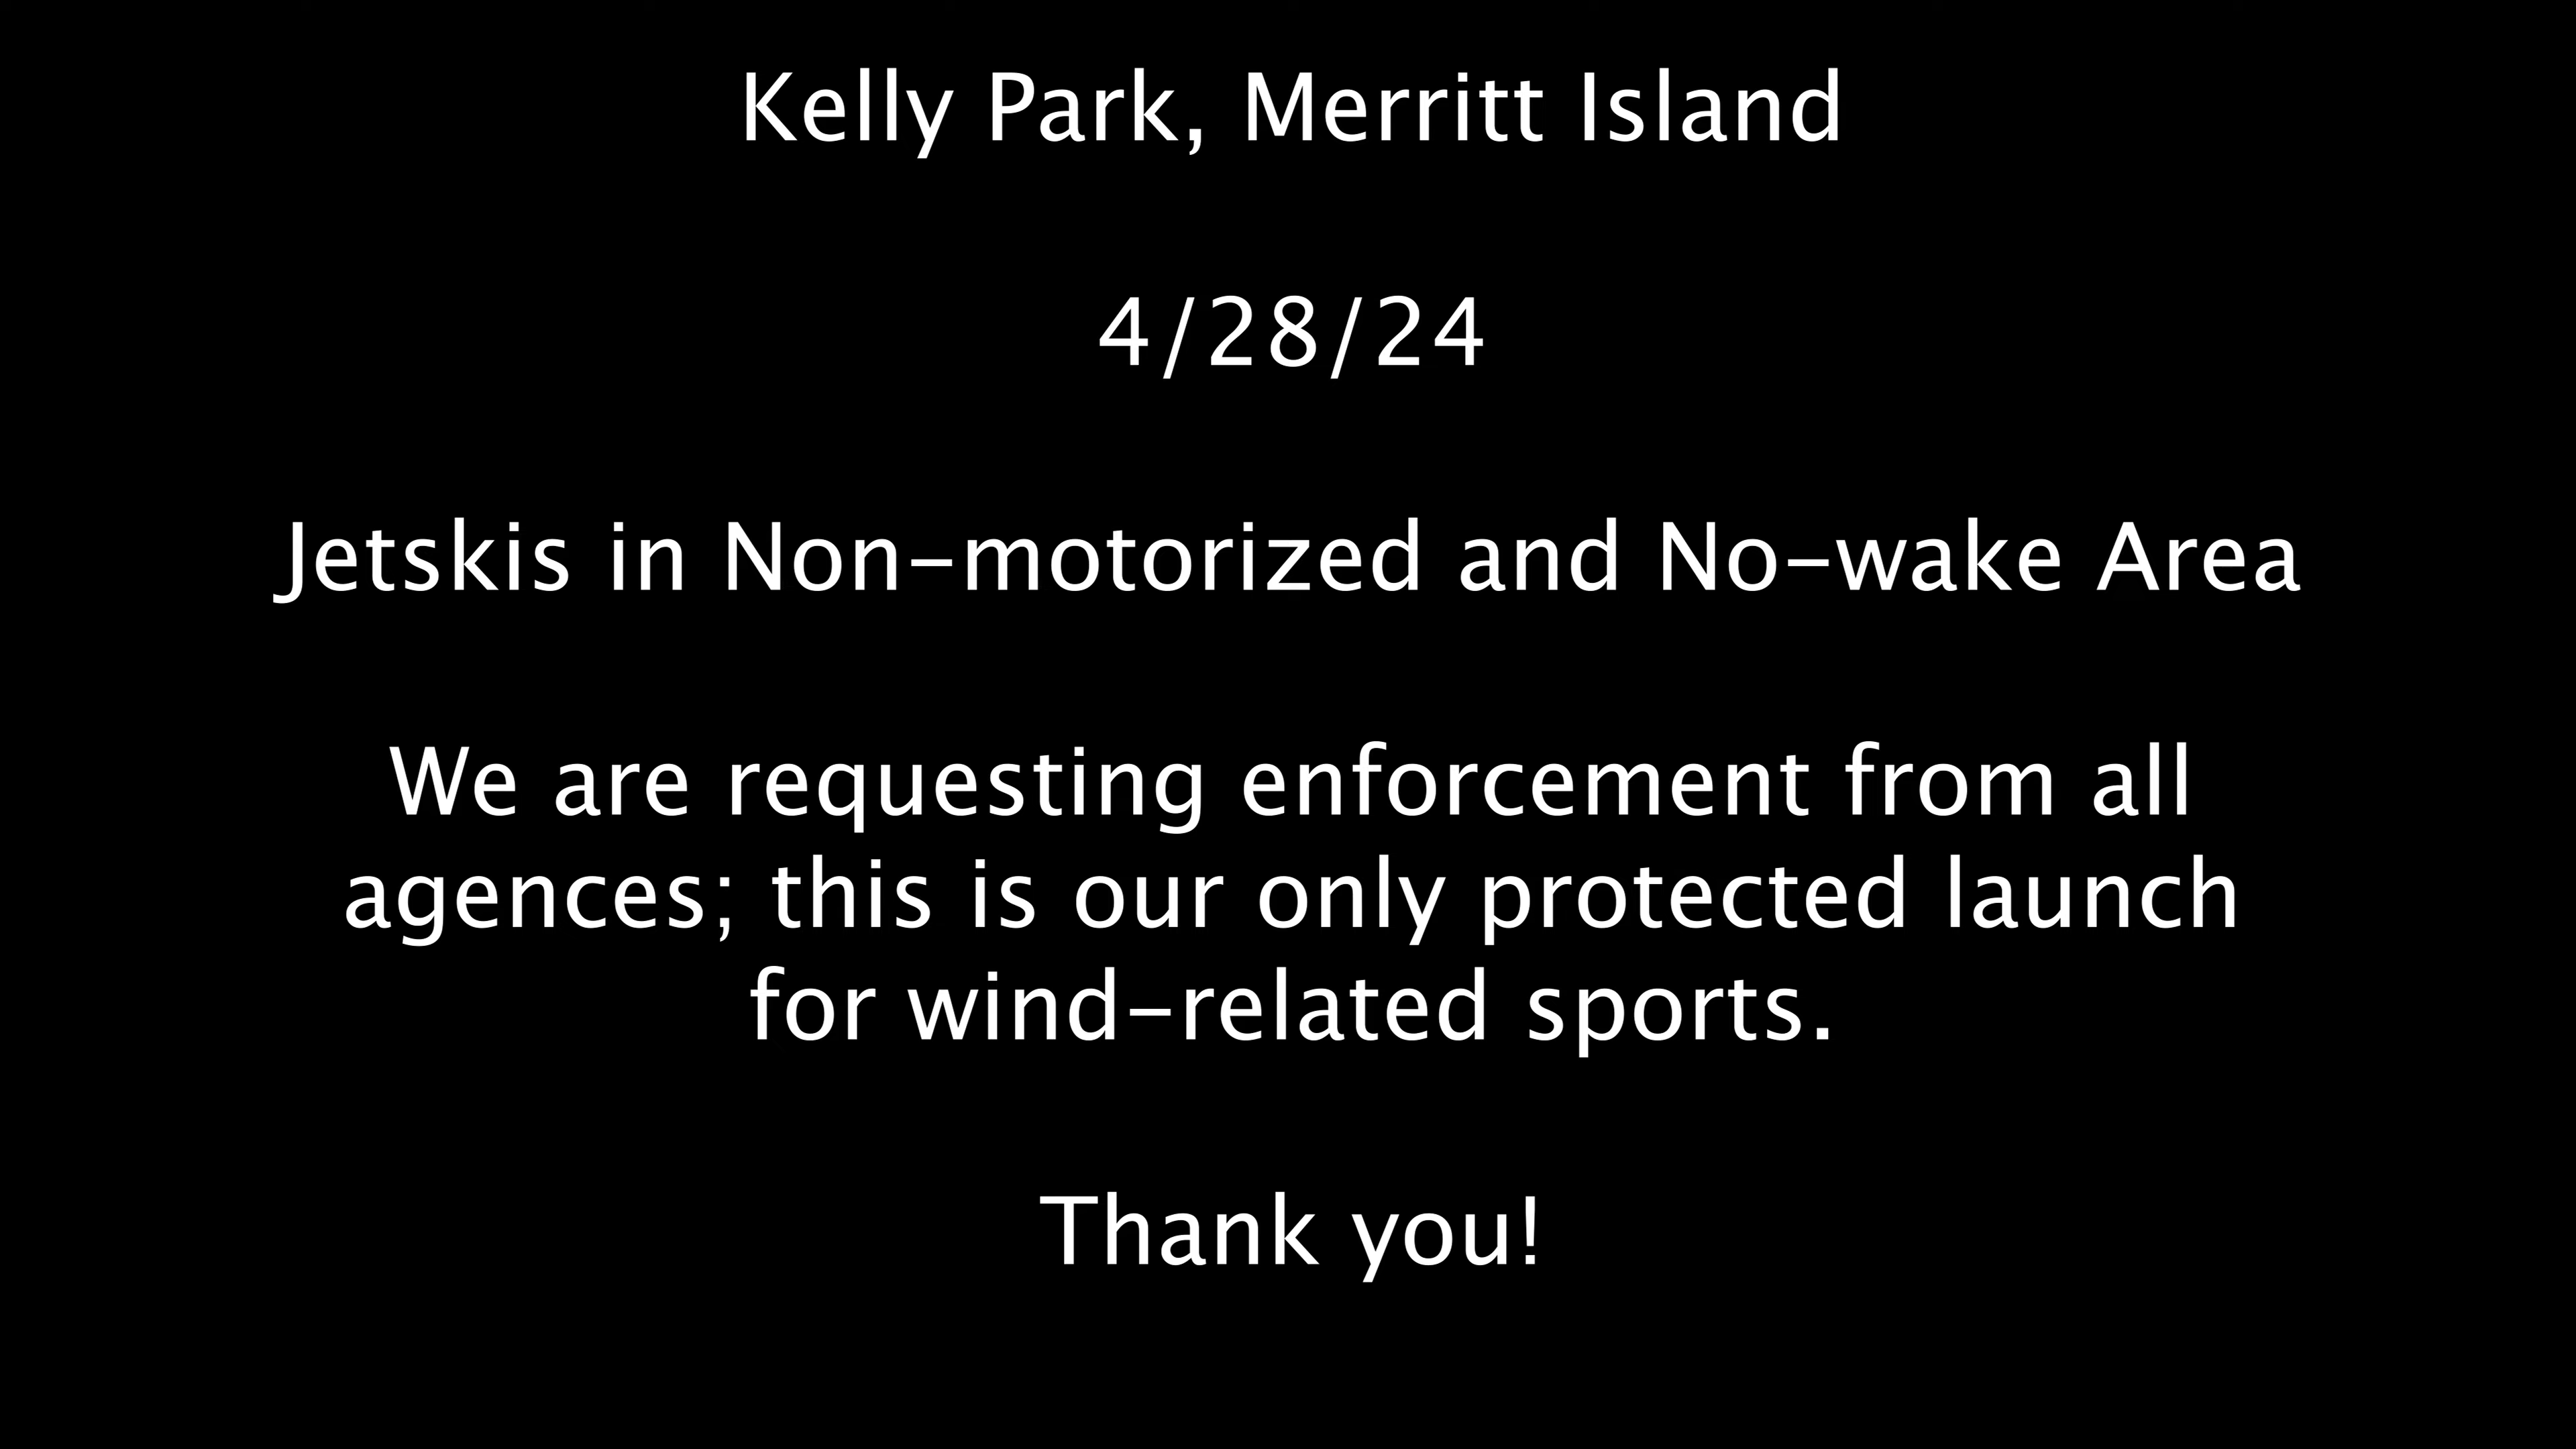 Kelly Park, Merritt Island
4/28/24
Jetskis in Non-motorized and No-wake Area
We are requesting enforcement from all
agences; this is our only protected launch
for wind-related sports.
Thank you!